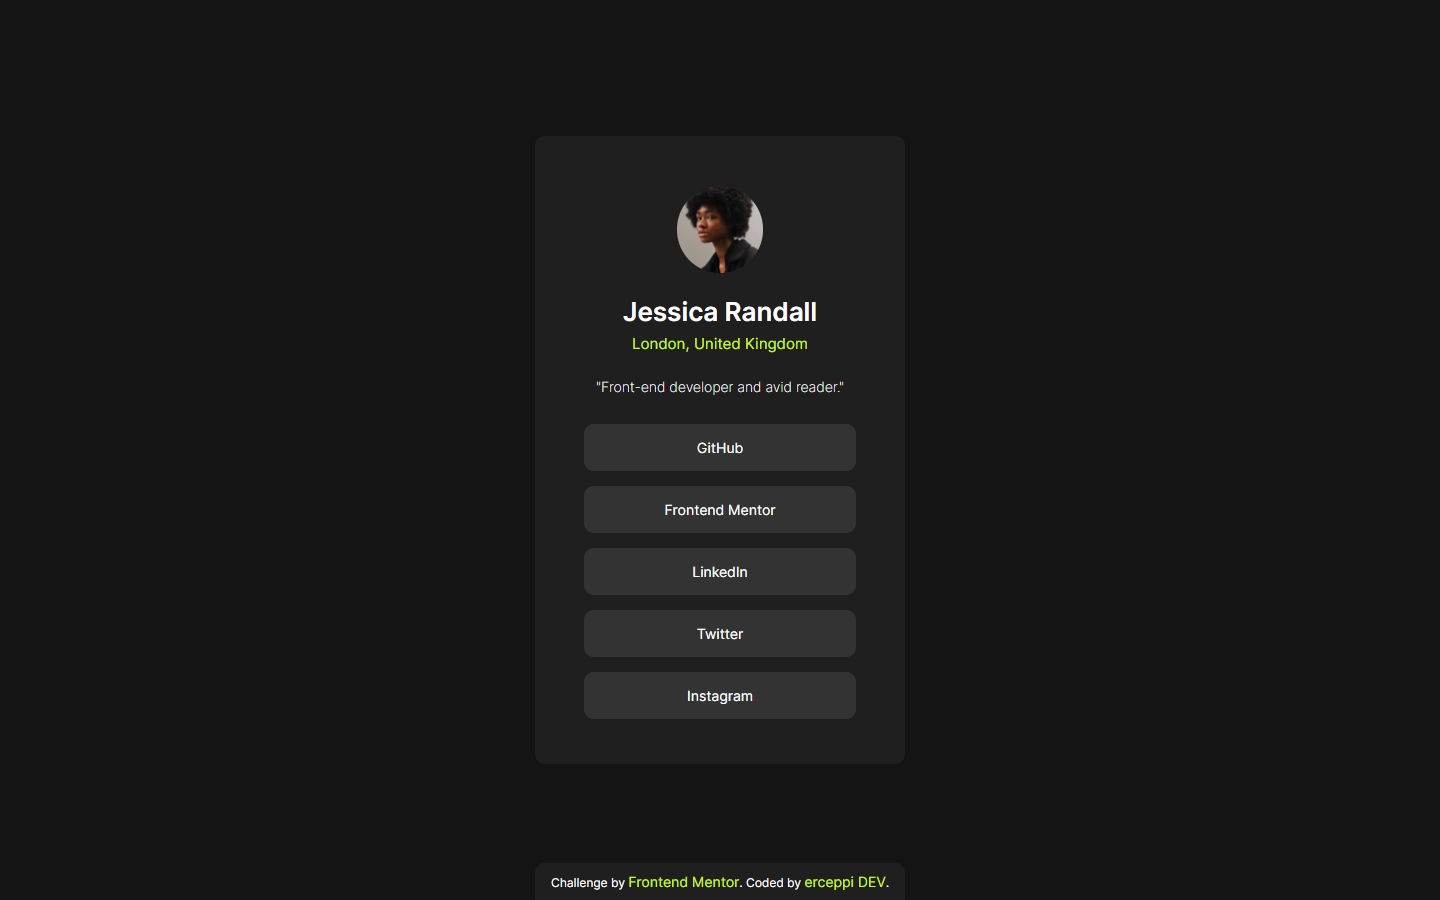 Jessica Randall
London, United Kingdom
"Front-end developer and avid reader."
GitHub
Frontend Mentor
LinkedIn
Twitter
Instagram
Challenge by Frontend Mentor. Coded by erceppi DEV.